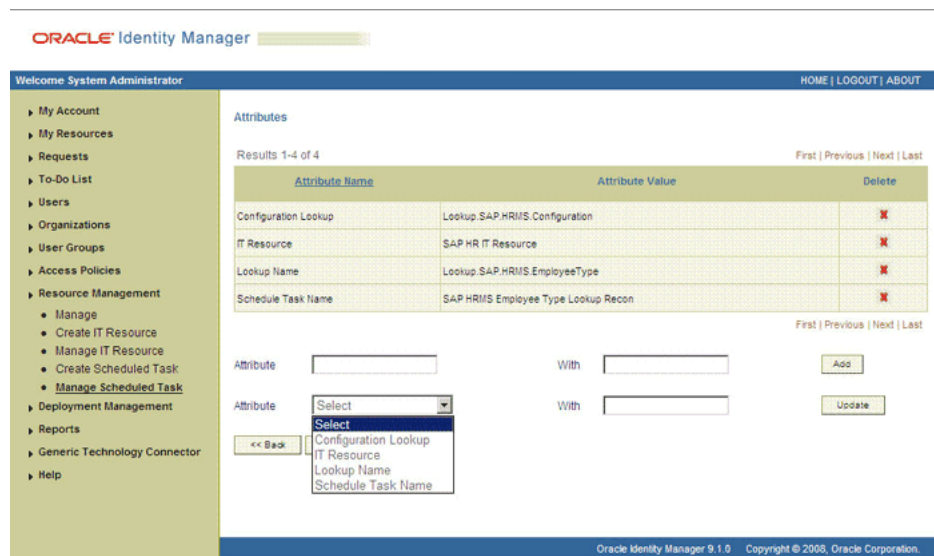 ORACLE Identity Manager
Welcome System Administrator
HOME | LOGOUT | ABOUT
My Account
My Resources
Requests
To-Do List
Users
Organizations
User Groups
Access Policies
Resource Management
Manage
Create IT Resource
Manage IT Resource
Create Scheduled Task
Manage Scheduled Task
Deployment Management
Reports
Generic Technology Connector
Help
Attributes
Results 1-4 of 4
First | Previous | Next | Last
Attribute Name Attribute Value Delete
Configuration Lookup Lookup.SAP.HRMS.Configuration
IT Resource SAP HR IT Resource
Lookup Name Lookup.SAP.HRMS.EmployeeType
Schedule Task Name SAP HRMS Employee Type Lookup Recon
First | Previous | Next | Last
Attribute With Add
Attribute Select With Update
Select
Configuration Lookup
IT Resource
Lookup Name
Schedule Task Name
<< Back
Oracle Identity Manager 9.1.0 Copyright © 2008, Oracle Corporation.